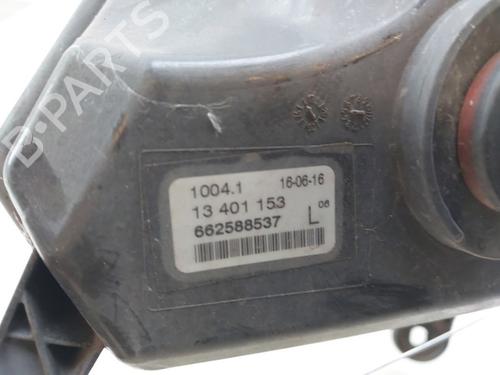 B-PARTS
1004.1 16-06-16
13 401 153
662588537 L 06